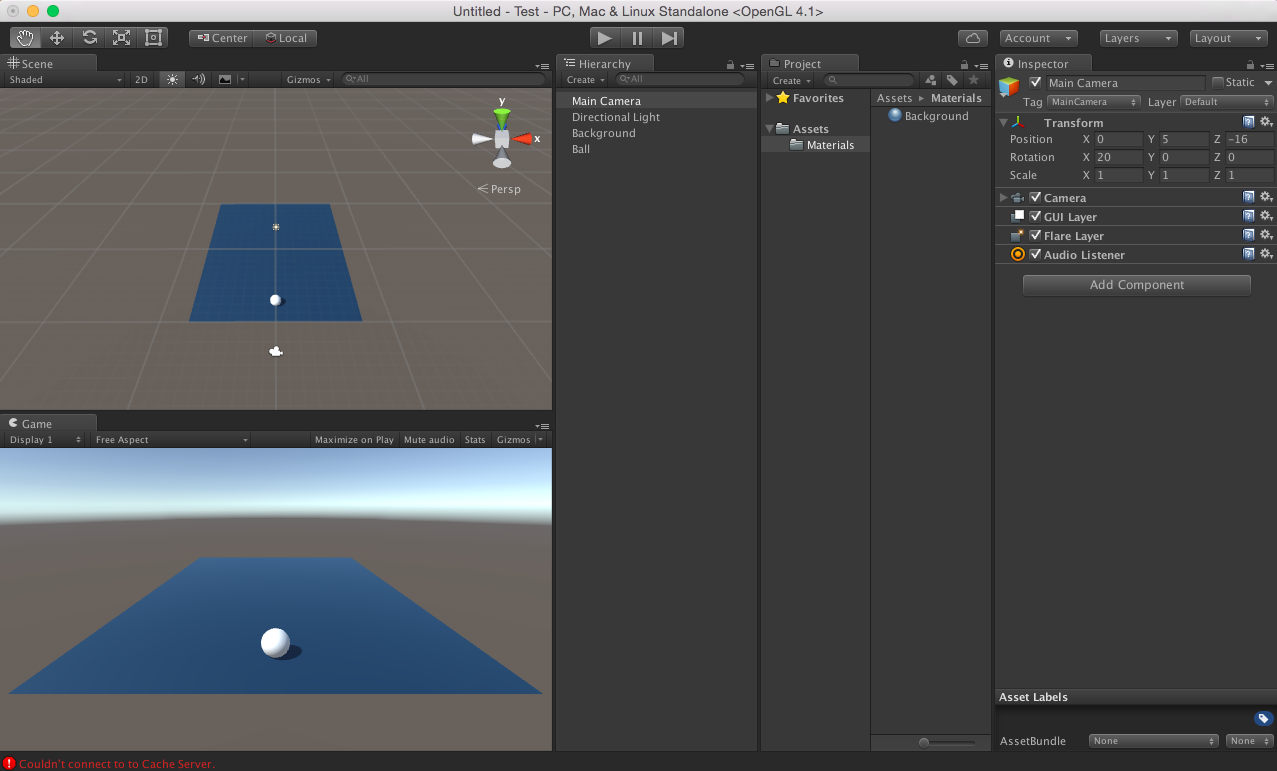 Untitled - Test - PC, Mac & Linux Standalone <OpenGL 4.1>
Center Local Account Layers Layout
Scene
Shaded 2D Gizmos All
y
x
Persp
Game
Display 1 Free Aspect Maximize on Play Mute audio Stats Gizmos
Hierarchy
Create All
Main Camera
Directional Light
Background
Ball
Project
Create
Favorites
Assets
Materials
Assets ▸ Materials
Background
Inspector
Main Camera Static
Tag MainCamera Layer Default
Transform
Position X 0 Y 5 Z -16
Rotation X 20 Y 0 Z 0
Scale X 1 Y 1 Z 1
Camera
GUI Layer
Flare Layer
Audio Listener
Add Component
Asset Labels
AssetBundle None None
Couldn't connect to to Cache Server.